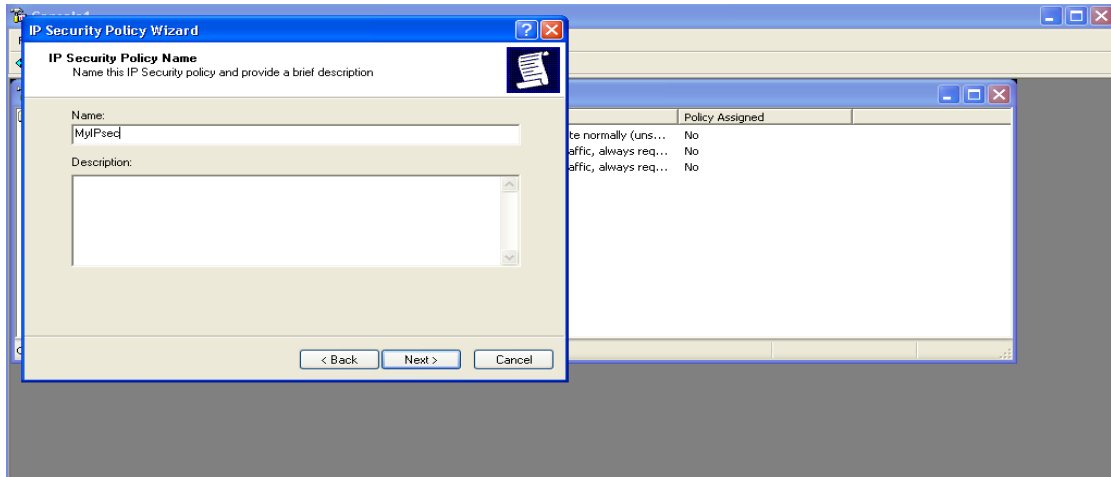 Console1
IP Security Policy Wizard
IP Security Policy Name
Name this IP Security policy and provide a brief description
Name:
MyIPsec
Description:
< Back
Next >
Cancel
Policy Assigned
te normally (uns... No
affic, always req... No
affic, always req... No